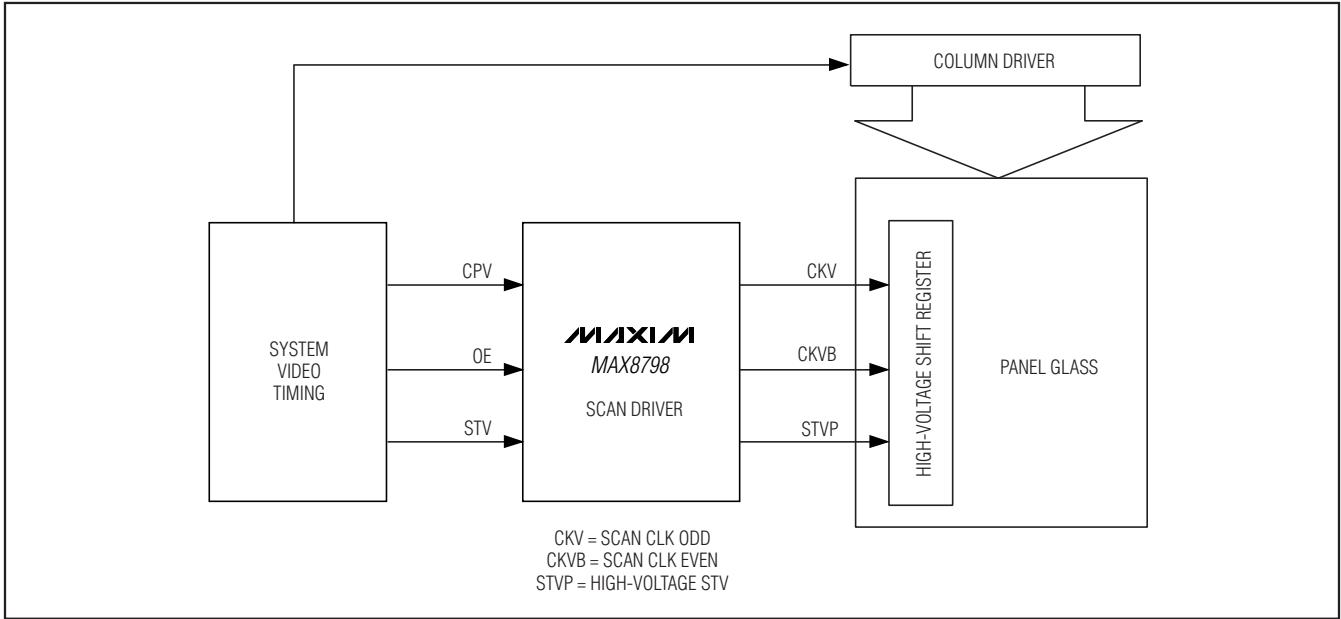 COLUMN DRIVER
SYSTEM
VIDEO
TIMING
CPV
OE
STV
MAXIM
MAX8798
SCAN DRIVER
CKV
CKVB
STVP
HIGH-VOLTAGE SHIFT REGISTER
PANEL GLASS
CKV = SCAN CLK ODD
CKVB = SCAN CLK EVEN
STVP = HIGH-VOLTAGE STV